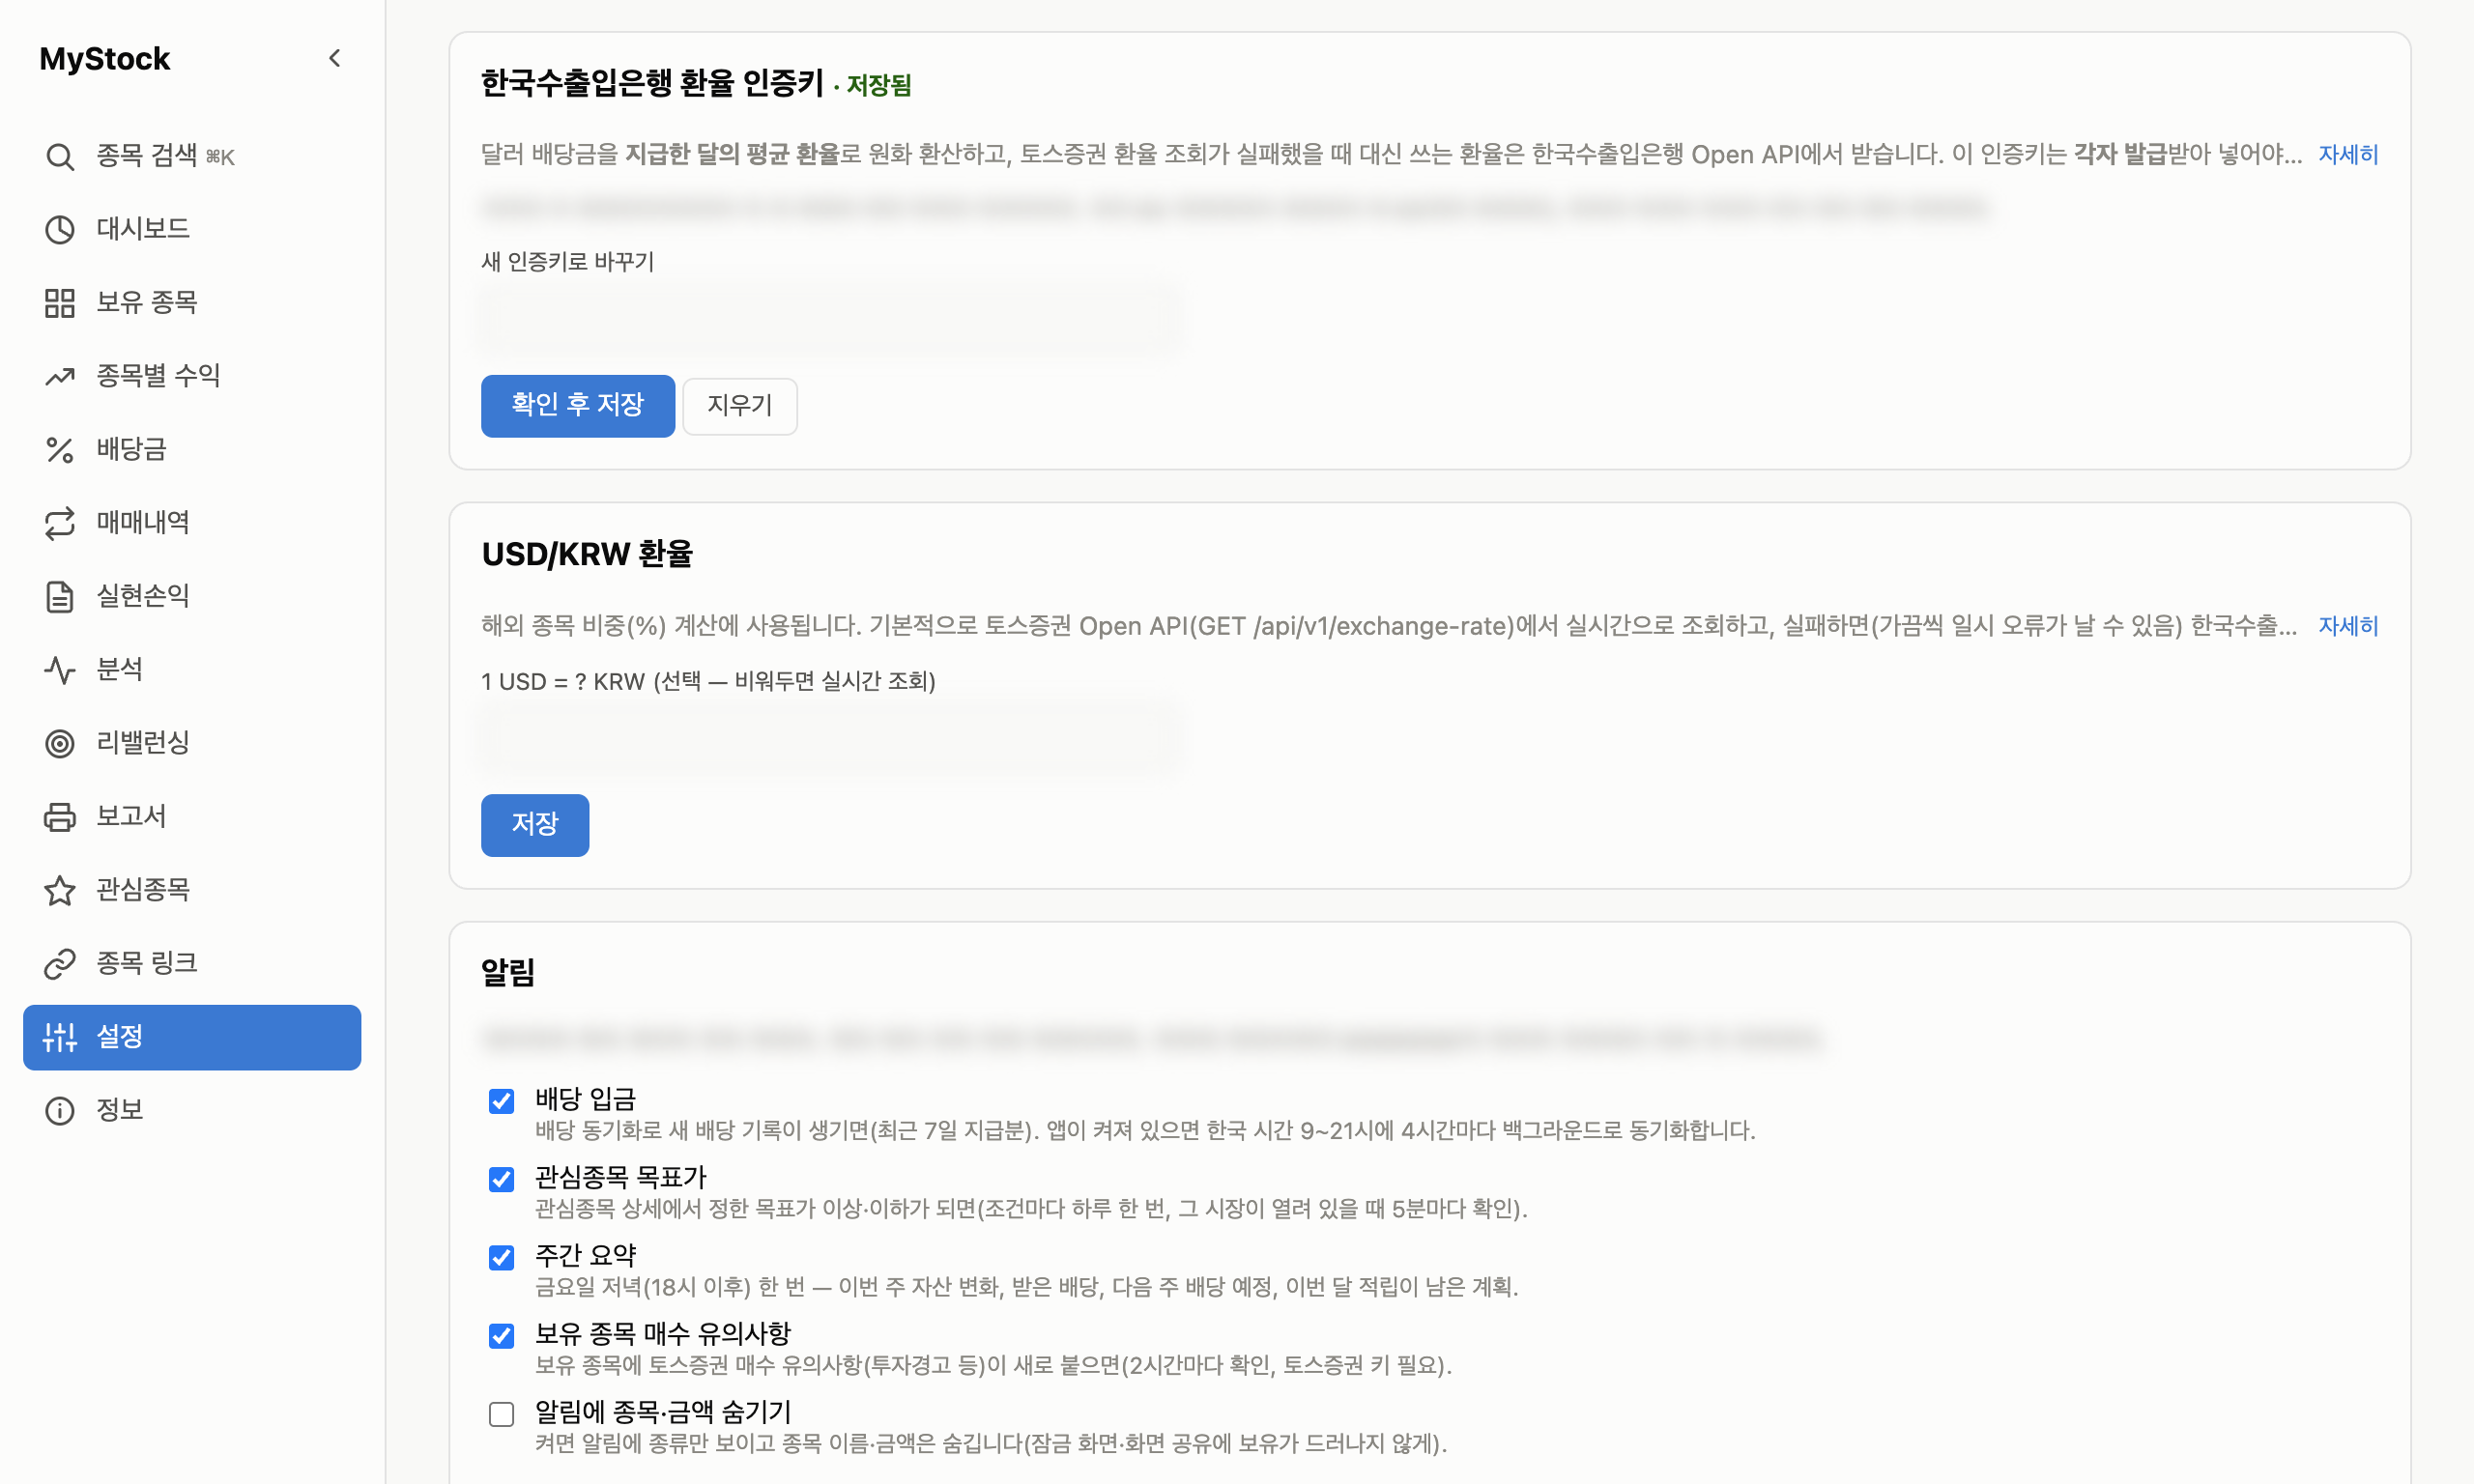 MyStock
종목 검색 ⌘K
대시보드
보유 종목
종목별 수익
배당금
매매내역
실현손익
분석
리밸런싱
보고서
관심종목
종목 링크
설정
정보
한국수출입은행 환율 인증키 · 저장됨
달러 배당금을 지급한 달의 평균 환율로 원화 환산하고, 토스증권 환율 조회가 실패했을 때 대신 쓰는 환율은 한국수출입은행 Open API에서 받습니다. 이 인증키는 각자 발급받아 넣어야... 자세히
새 인증키로 바꾸기
확인 후 저장 지우기
USD/KRW 환율
해외 종목 비중(%) 계산에 사용됩니다. 기본적으로 토스증권 Open API(GET /api/v1/exchange-rate)에서 실시간으로 조회하고, 실패하면(가끔씩 일시 오류가 날 수 있음) 한국수출... 자세히
1 USD = ? KRW (선택 — 비워두면 실시간 조회)
저장
알림
배당 입금
배당 동기화로 새 배당 기록이 생기면(최근 7일 지급분). 앱이 켜져 있으면 한국 시간 9~21시에 4시간마다 백그라운드로 동기화합니다.
관심종목 목표가
관심종목 상세에서 정한 목표가 이상·이하가 되면(조건마다 하루 한 번, 그 시장이 열려 있을 때 5분마다 확인).
주간 요약
금요일 저녁(18시 이후) 한 번 — 이번 주 자산 변화, 받은 배당, 다음 주 배당 예정, 이번 달 적립이 남은 계획.
보유 종목 매수 유의사항
보유 종목에 토스증권 매수 유의사항(투자경고 등)이 새로 붙으면(2시간마다 확인, 토스증권 키 필요).
알림에 종목·금액 숨기기
켜면 알림에 종류만 보이고 종목 이름·금액은 숨깁니다(잠금 화면·화면 공유에 보유가 드러나지 않게).